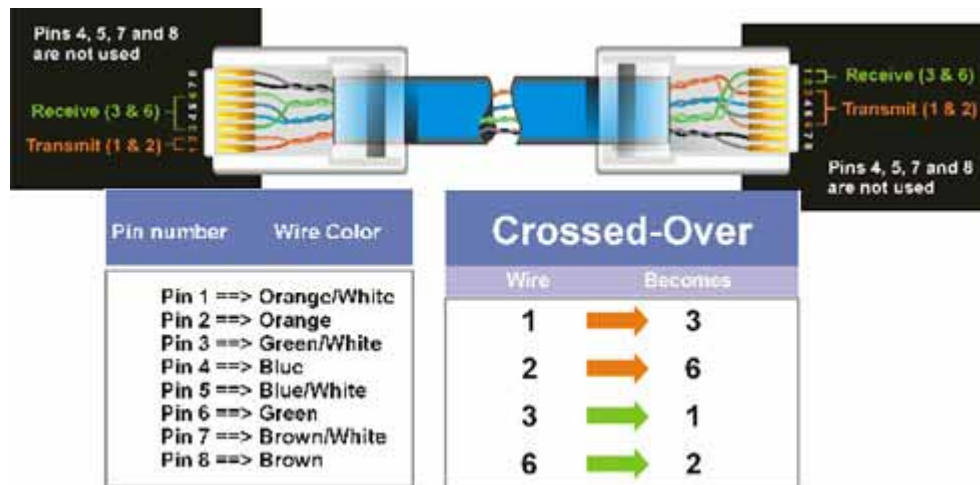 Pins 4, 5, 7 and 8
are not used
Receive (3 & 6)
Transmit (1 & 2)
Receive (3 & 6)
Transmit (1 & 2)
Pins 4, 5, 7 and 8
are not used
Pin number Wire Color
Pin 1 ==> Orange/White
Pin 2 ==> Orange
Pin 3 ==> Green/White
Pin 4 ==> Blue
Pin 5 ==> Blue/White
Pin 6 ==> Green
Pin 7 ==> Brown/White
Pin 8 ==> Brown
Crossed-Over
Wire Becomes
1 3
2 6
3 1
6 2